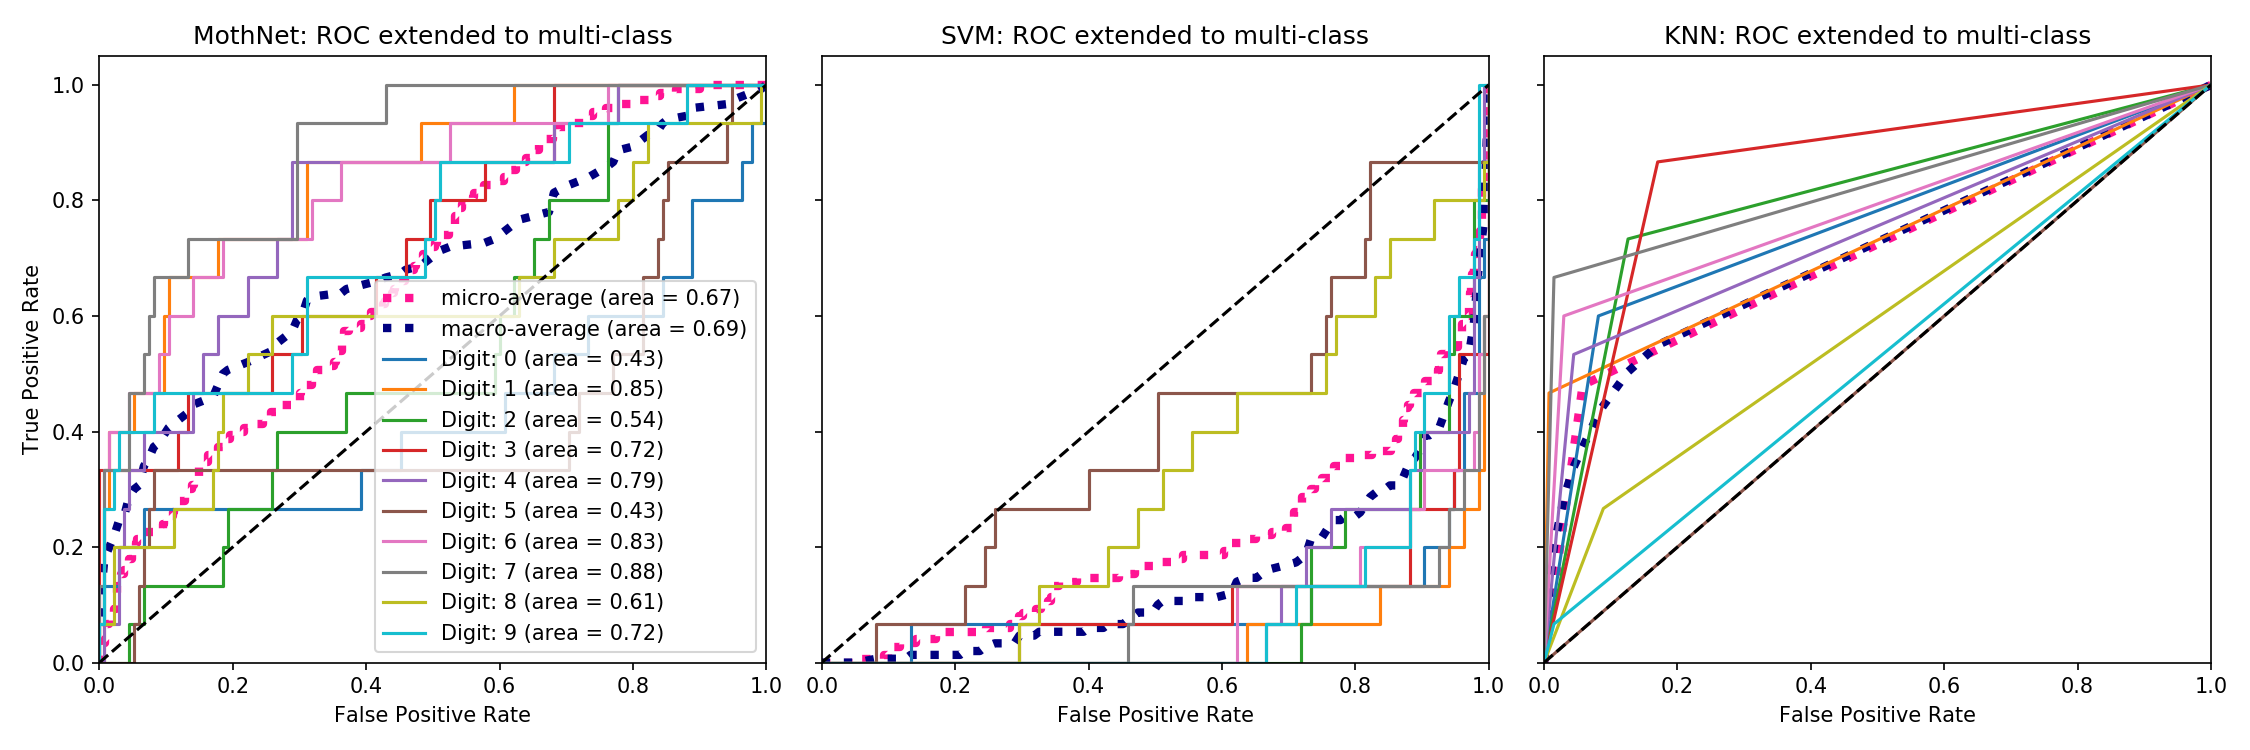 MothNet: ROC extended to multi-class
True Positive Rate
1.0
0.8
0.6
0.4
0.2
0.0
micro-average (area = 0.67)
macro-average (area = 0.69)
Digit: 0 (area = 0.43)
Digit: 1 (area = 0.85)
Digit: 2 (area = 0.54)
Digit: 3 (area = 0.72)
Digit: 4 (area = 0.79)
Digit: 5 (area = 0.43)
Digit: 6 (area = 0.83)
Digit: 7 (area = 0.88)
Digit: 8 (area = 0.61)
Digit: 9 (area = 0.72)
0.0 0.2 0.4 0.6 0.8 1.0
False Positive Rate
SVM: ROC extended to multi-class
0.0 0.2 0.4 0.6 0.8 1.0
False Positive Rate
KNN: ROC extended to multi-class
0.0 0.2 0.4 0.6 0.8 1.0
False Positive Rate